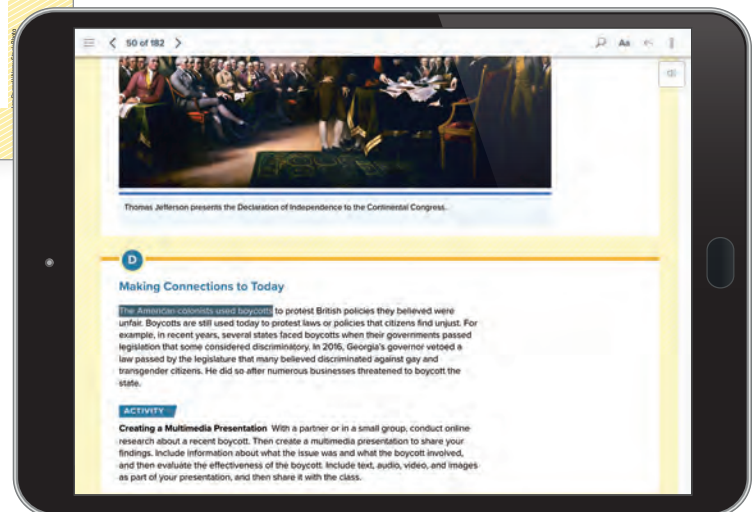 50 of 182
Aa
Thomas Jefferson presents the Declaration of Independence to the Continental Congress.
D
Making Connections to Today
The American colonists used boycotts to protest British policies they believed were
unfair. Boycotts are still used today to protest laws or policies that citizens find unjust. For
example, in recent years, several states faced boycotts when their governments passed
legislation that some considered discriminatory. In 2016, Georgia's governor vetoed a
law passed by the legislature that many believed discriminated against gay and
transgender citizens. He did so after numerous businesses threatened to boycott the
state.
ACTIVITY
Creating a Multimedia Presentation With a partner or in a small group, conduct online
research about a recent boycott. Then create a multimedia presentation to share your
findings. Include information about what the issue was and what the boycott involved,
and then evaluate the effectiveness of the boycott. Include text, audio, video, and images
as part of your presentation, and then share it with the class.